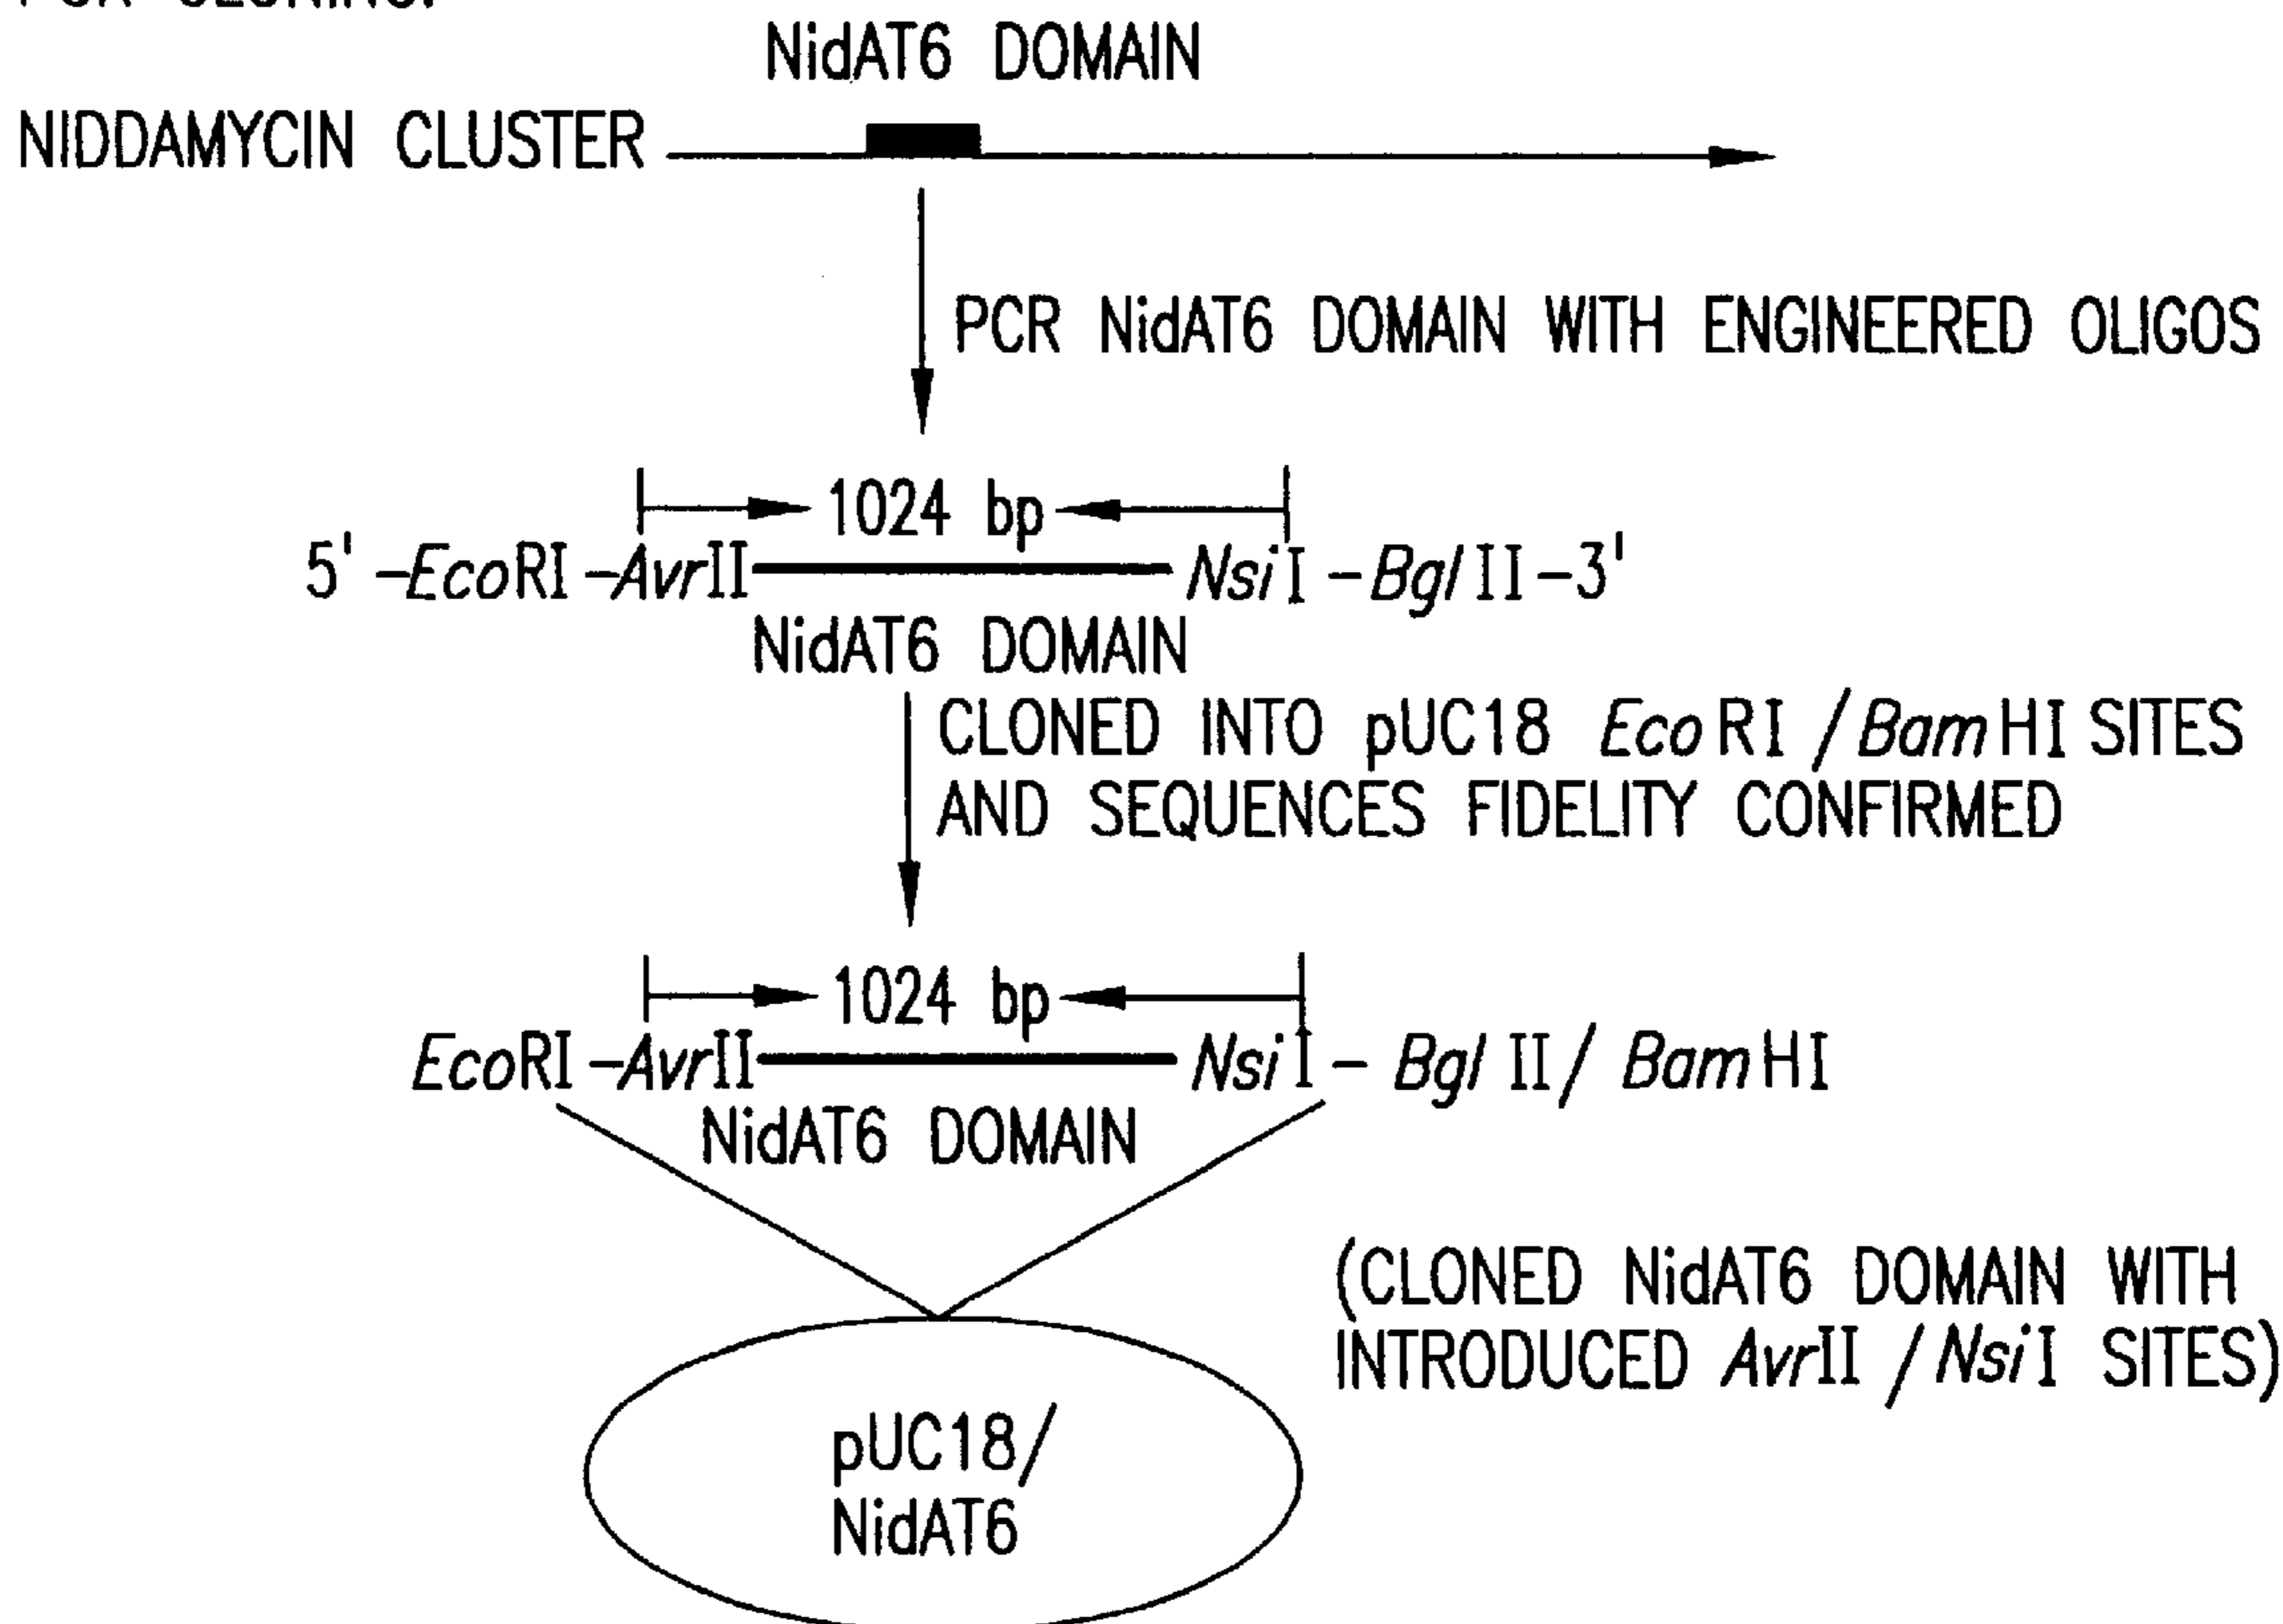 NidAT6 DOMAIN
NIDDAMYCIN CLUSTER
PCR NidAT6 DOMAIN WITH ENGINEERED OLIGOS
1024 bp
5' -EcoRI -AvrII NsiI -BglII-3'
NidAT6 DOMAIN
CLONED INTO pUC18 EcoRI /BamHI SITES
AND SEQUENCES FIDELITY CONFIRMED
1024 bp
EcoRI -AvrII NsiI - BglII/ BamHI
NidAT6 DOMAIN
(CLONED NidAT6 DOMAIN WITH
INTRODUCED AvrII /NsiI SITES)
pUC18/
NidAT6